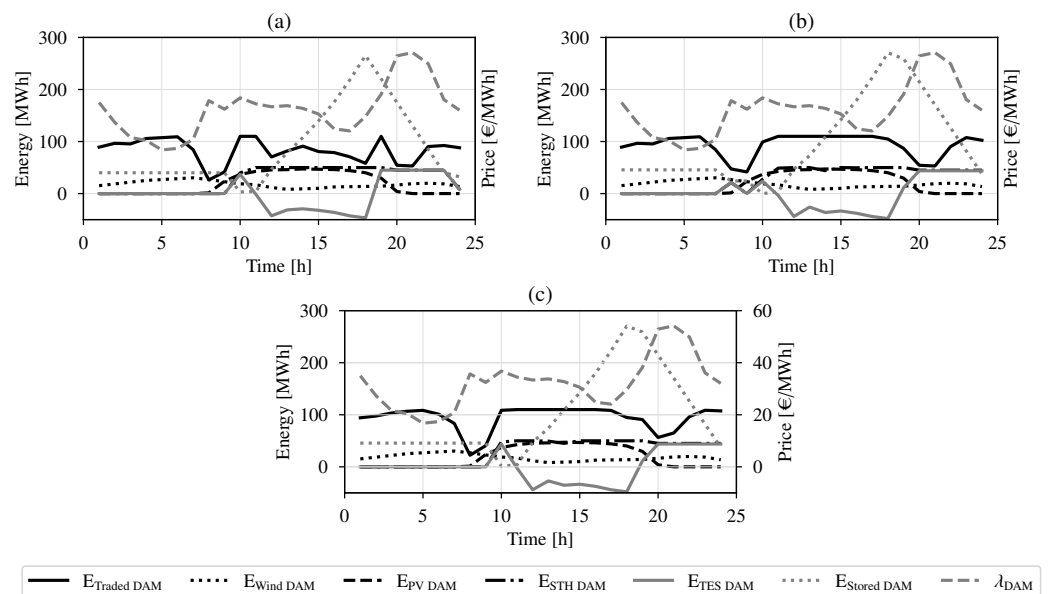 (a)
300
200
100
0
Energy [MWh]
Price [€/MWh]
0 5 10 15 20 25
Time [h]
(b)
300
200
100
0
Energy [MWh]
Price [€/MWh]
0 5 10 15 20 25
Time [h]
(c)
300
200
100
0
Energy [MWh]
60
40
20
0
Price [€/MWh]
0 5 10 15 20 25
Time [h]
E_Traded DAM E_Wind DAM E_PV DAM E_STH DAM E_TES DAM E_Stored DAM λ_DAM